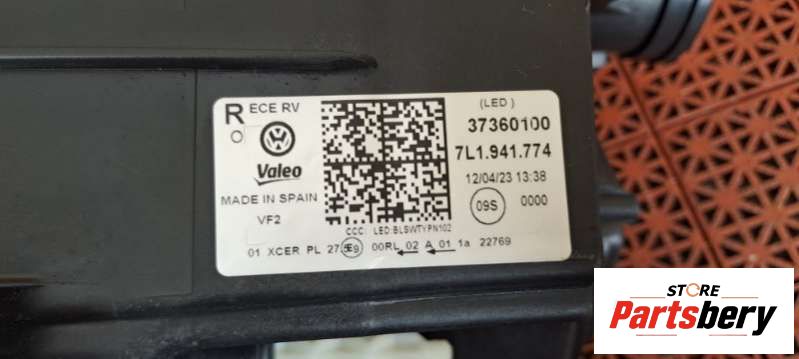 R ECE RV
O
Valeo
MADE IN SPAIN
VF2
(LED)
37360100
7L1.941.774
12/04/23 13:38
09S 0000
CCC: LED:BLSWTYPN102
01 XCER PL 27 00RL 02 A 01 1a 22769
STORE
Partsbery